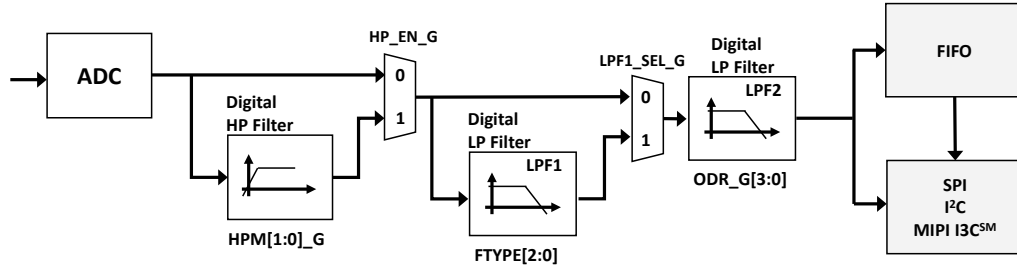 ADC
HP_EN_G
0
1
Digital
HP Filter
HPM[1:0]_G
Digital
LP Filter
LPF1
FTYPE[2:0]
LPF1_SEL_G
0
1
Digital
LP Filter
LPF2
ODR_G[3:0]
FIFO
SPI
I²C
MIPI I3Cˢᴹ